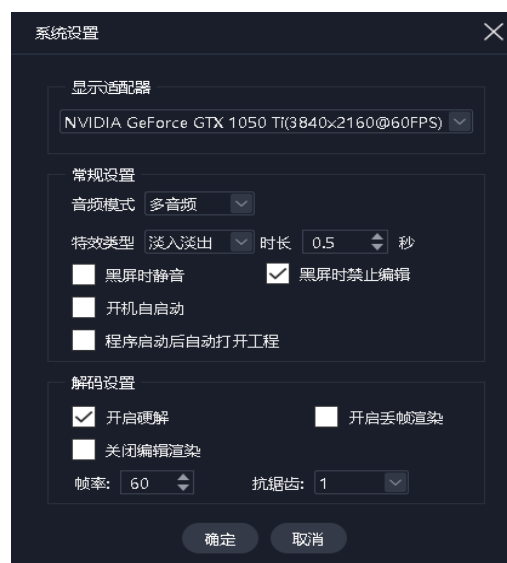 系统设置
显示适配器
NVIDIA GeForce GTX 1050 Ti(3840x2160@60FPS)
常规设置
音频模式 多音频
特效类型 淡入淡出 时长 0.5 秒
黑屏时静音 黑屏时禁止编辑
开机自启动
程序启动后自动打开工程
解码设置
开启硬解 开启丢帧渲染
关闭编辑渲染
帧率: 60 抗锯齿: 1
确定 取消